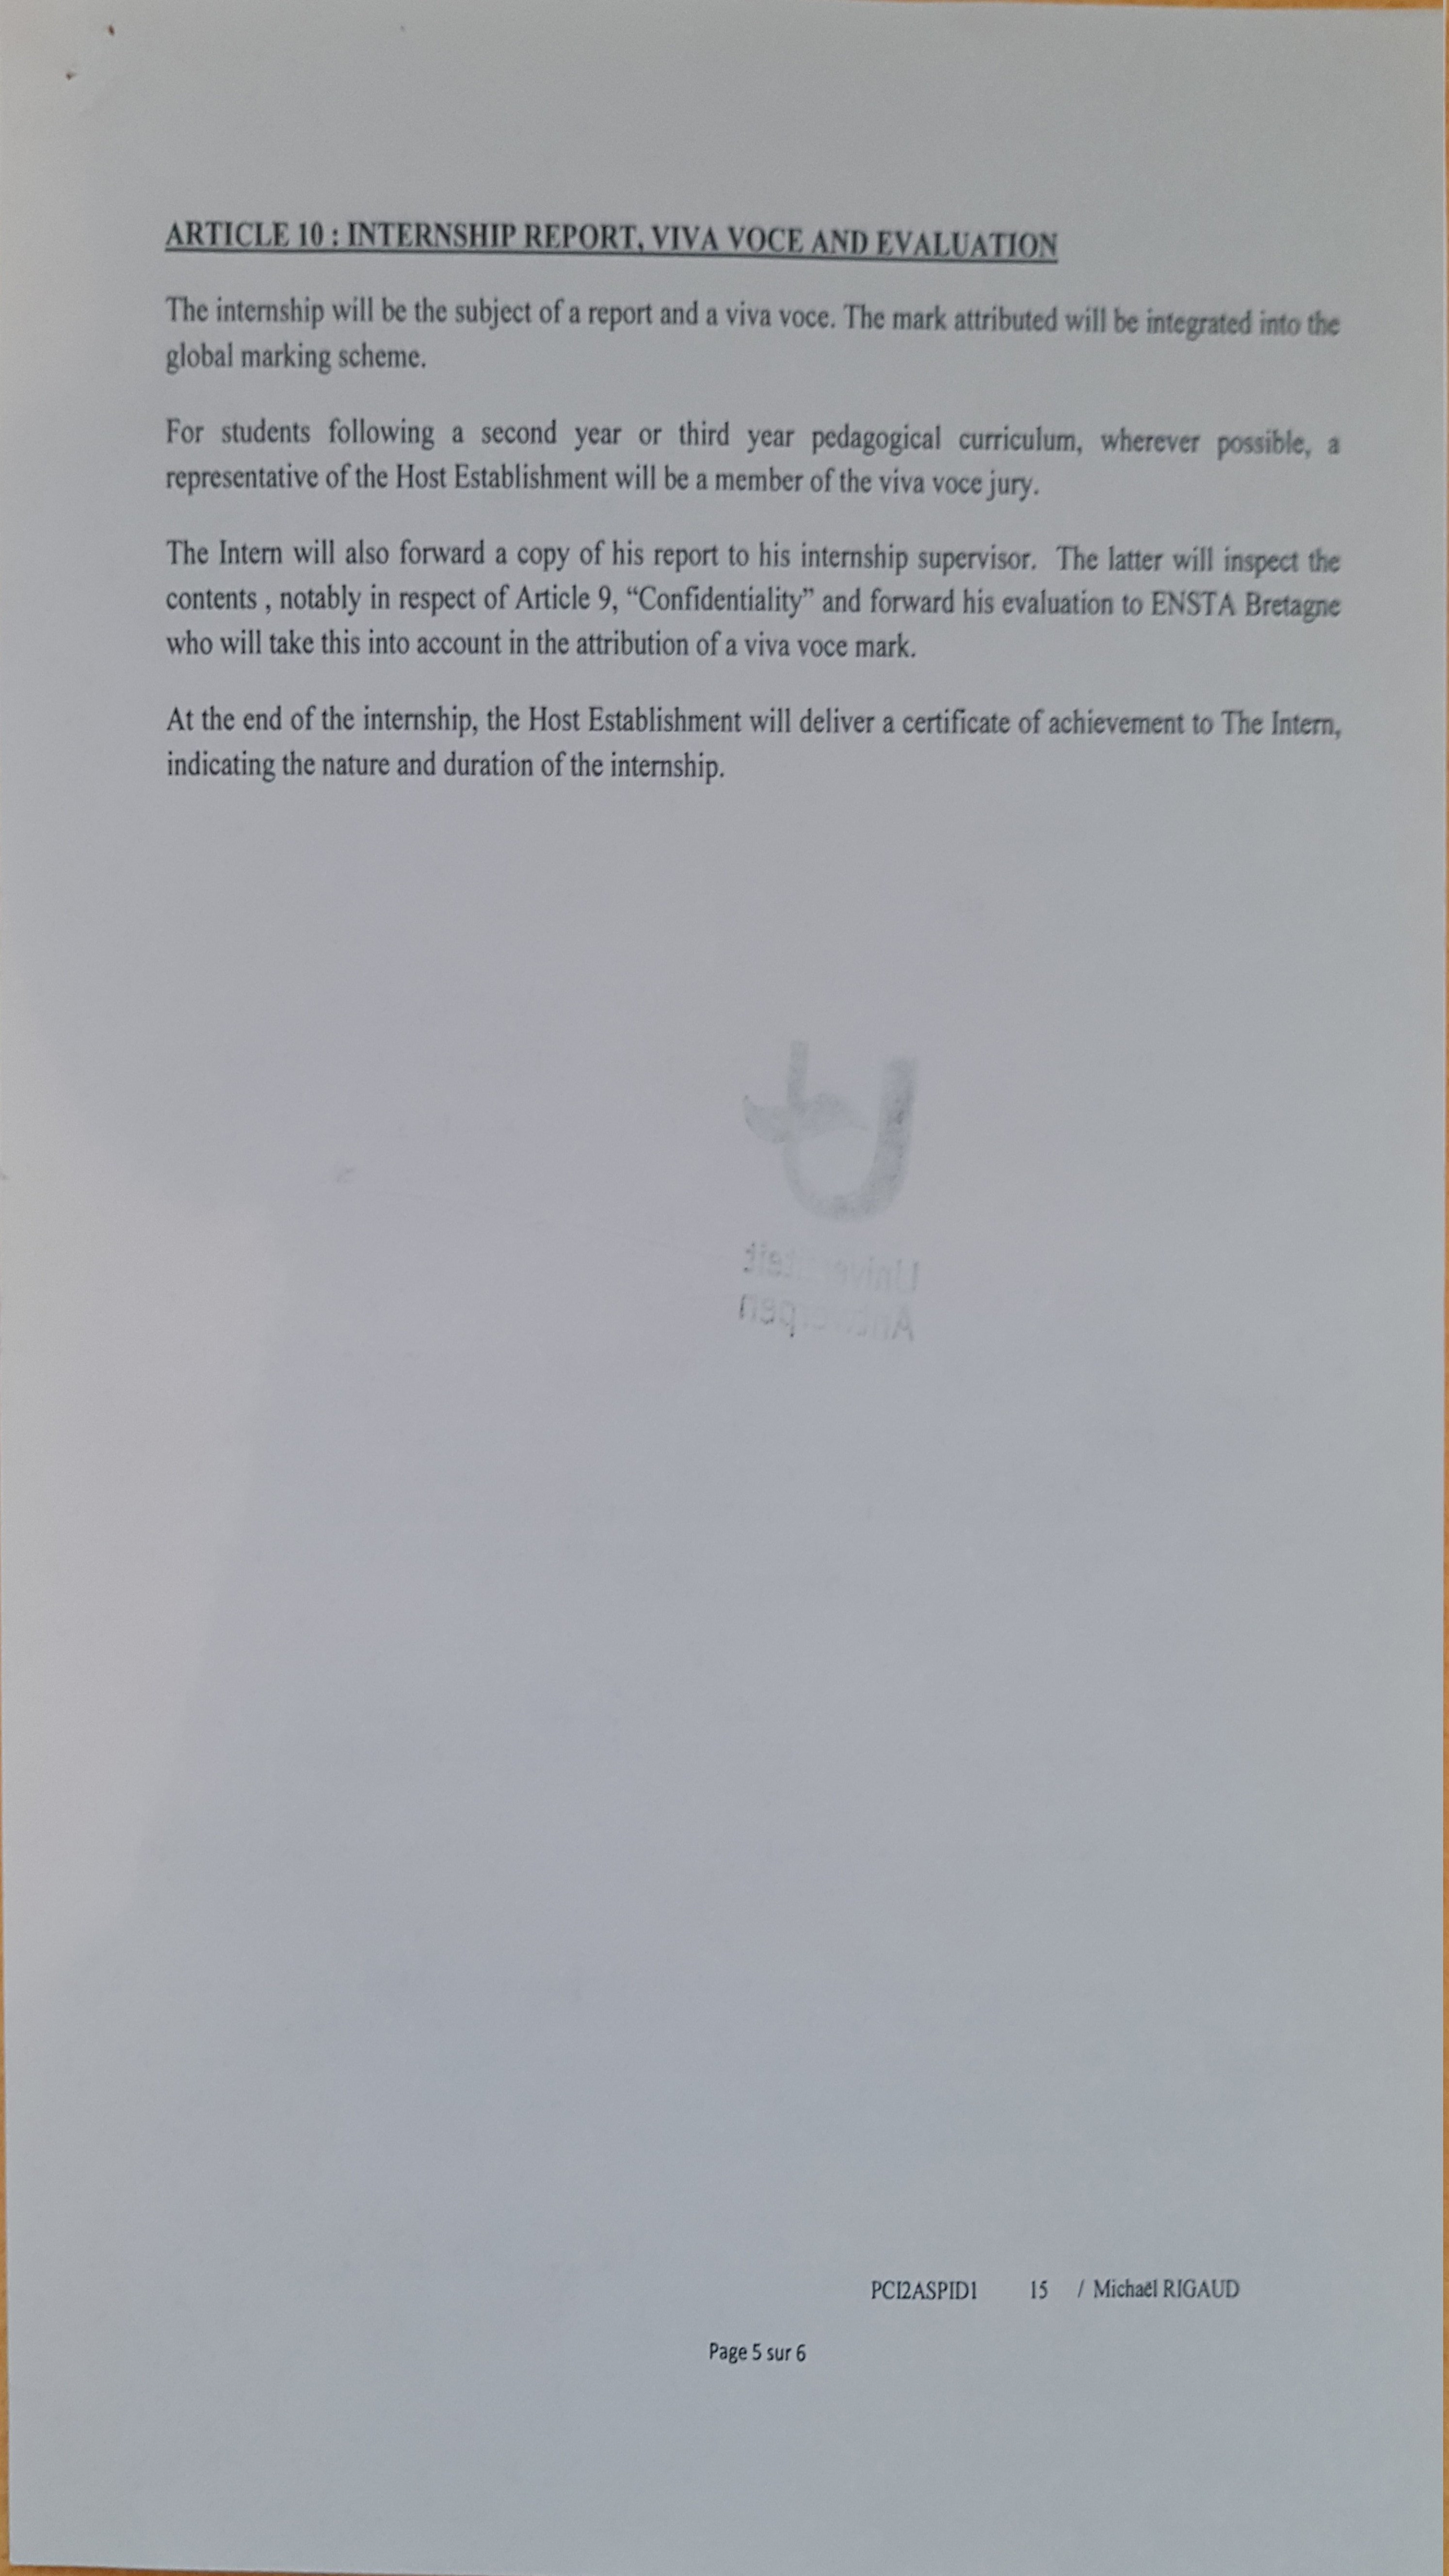 ARTICLE 10 : INTERNSHIP REPORT, VIVA VOCE AND EVALUATION
The internship will be the subject of a report and a viva voce. The mark attributed will be integrated into the
global marking scheme.
For students following a second year or third year pedagogical curriculum, wherever possible, a
representative of the Host Establishment will be a member of the viva voce jury.
The Intern will also forward a copy of his report to his internship supervisor. The latter will inspect the
contents , notably in respect of Article 9, “Confidentiality” and forward his evaluation to ENSTA Bretagne
who will take this into account in the attribution of a viva voce mark.
At the end of the internship, the Host Establishment will deliver a certificate of achievement to The Intern,
indicating the nature and duration of the internship.
PCI2ASPID1 15 / Michael RIGAUD
Page 5 sur 6